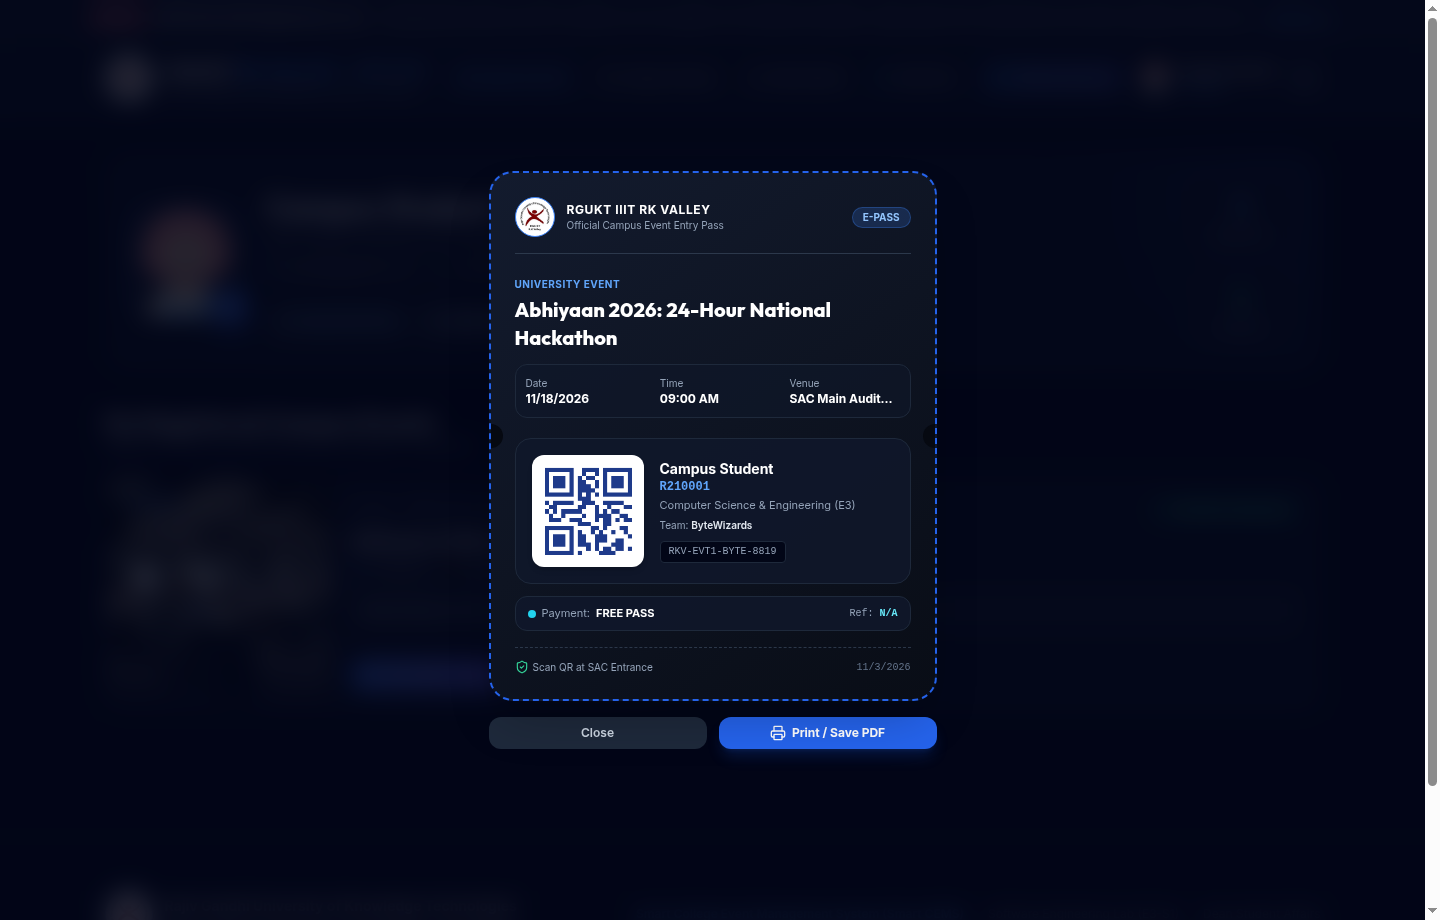 RGUKT IIIT RK VALLEY
Official Campus Event Entry Pass
E-PASS
UNIVERSITY EVENT
Abhiyaan 2026: 24-Hour National
Hackathon
Date
11/18/2026
Time
09:00 AM
Venue
SAC Main Audit...
Campus Student
R210001
Computer Science & Engineering (E3)
Team: ByteWizards
RKV-EVT1-BYTE-8819
Payment: FREE PASS
Ref: N/A
Scan QR at SAC Entrance
11/3/2026
Close
Print / Save PDF